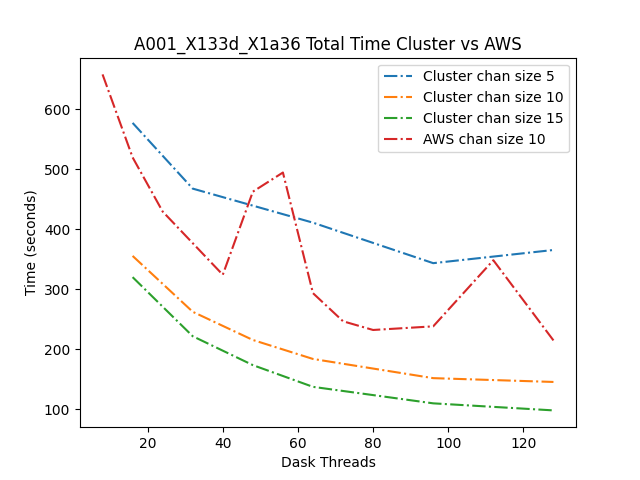 A001_X133d_X1a36 Total Time Cluster vs AWS
Cluster chan size 5
Cluster chan size 10
Cluster chan size 15
AWS chan size 10
Time (seconds)
600
500
400
300
200
100
20 40 60 80 100 120
Dask Threads